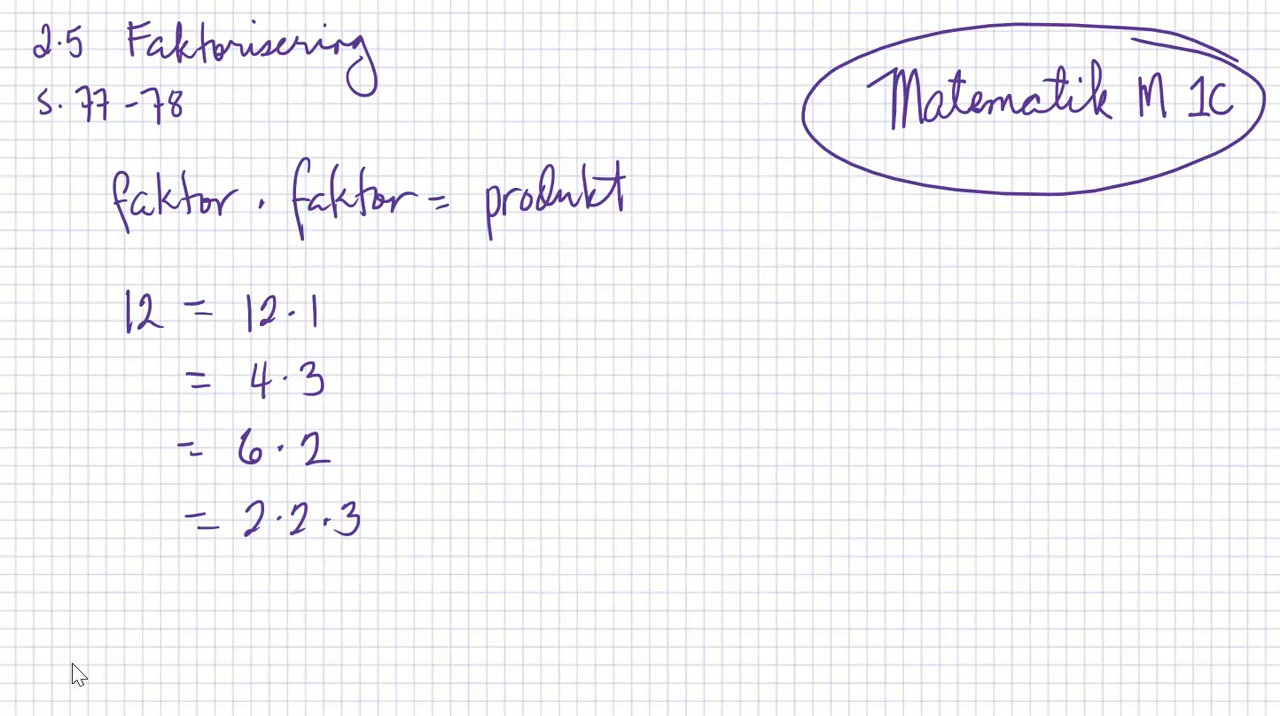 2.5 Faktorisering
s. 77-78
Matematik M 1C
faktor · faktor = produkt
12 = 12·1
= 4·3
= 6·2
= 2·2·3